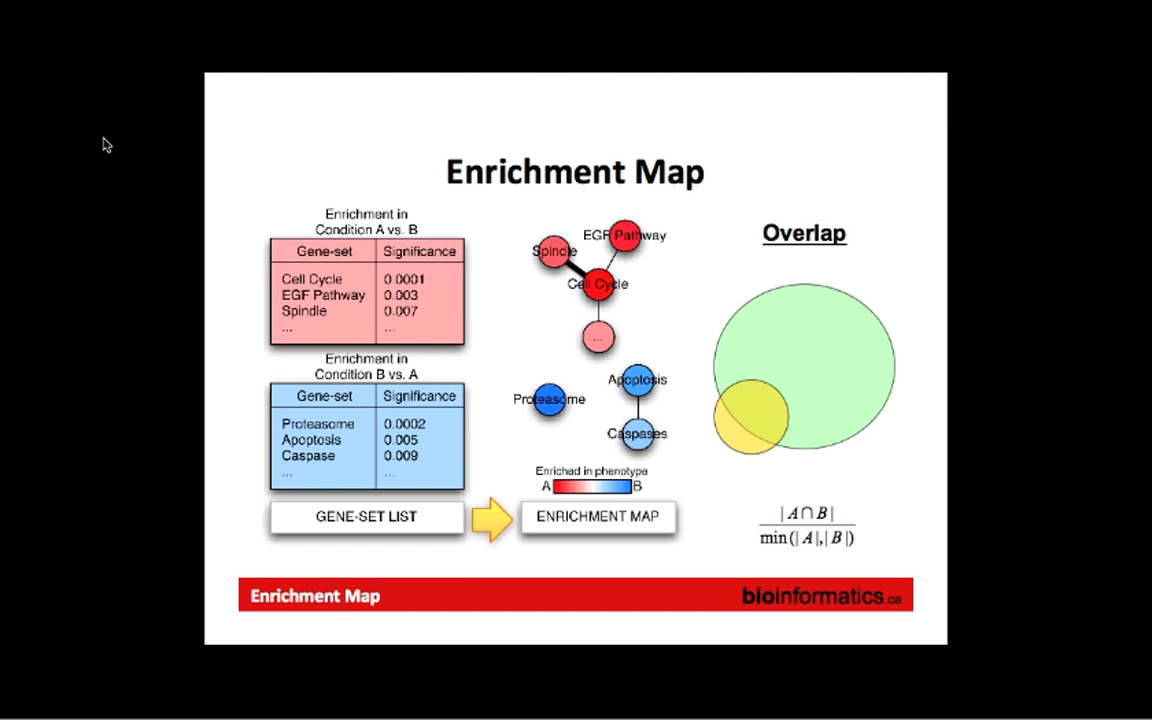 Enrichment Map
Enrichment in
Condition A vs. B
Gene-set Significance
Cell Cycle 0.0001
EGF Pathway 0.003
Spindle 0.007
... ...
Enrichment in
Condition B vs. A
Gene-set Significance
Proteasome 0.0002
Apoptosis 0.005
Caspase 0.009
... ...
GENE-SET LIST
EGF Pathway
Spindle
Cell Cycle
...
Apoptosis
Proteasome
Caspases
Enriched in phenotype
A B
ENRICHMENT MAP
Overlap
|A∩B|
min(|A|,|B|)
Enrichment Map
bioinformatics.ca